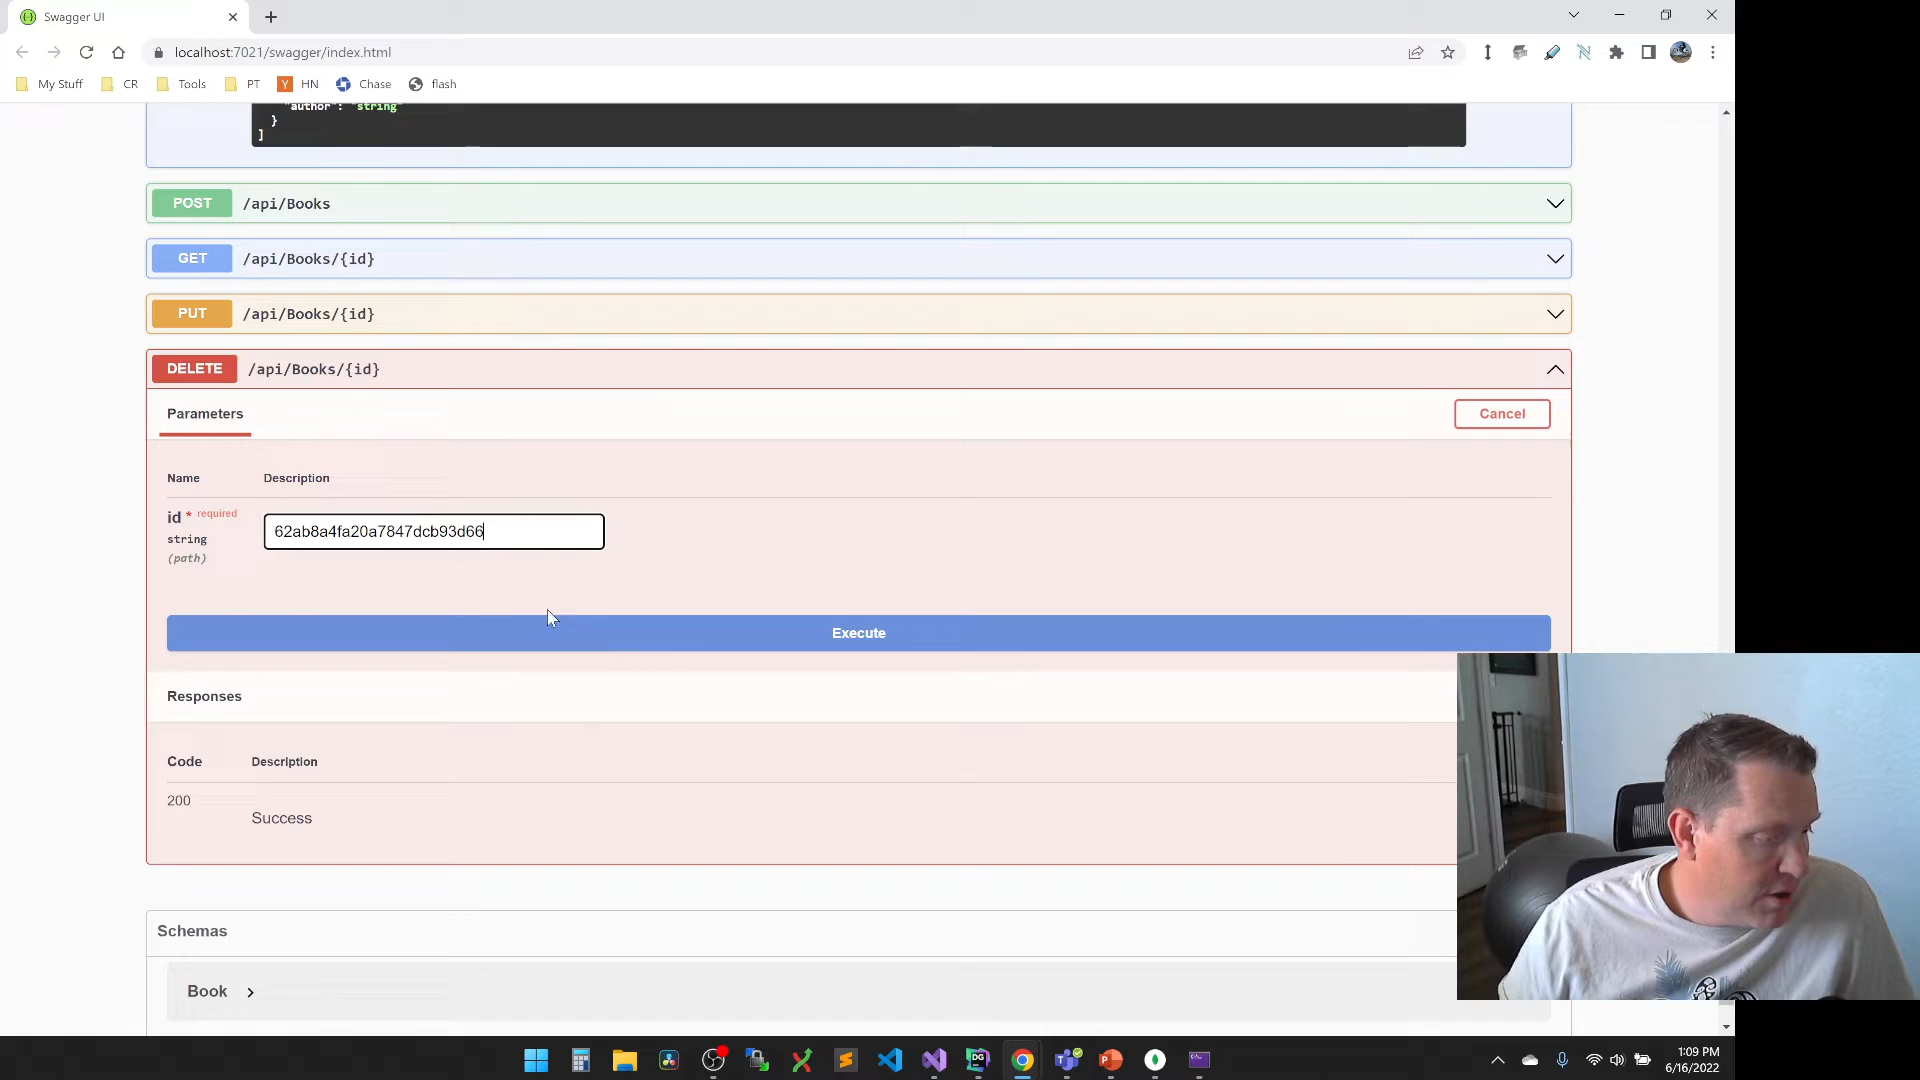 Swagger UI
localhost:7021/swagger/index.html
My Stuff
CR
Tools
PT
Y
HN
Chase
flash
"author": "string"
}
]
POST
/api/Books
GET
/api/Books/{id}
PUT
/api/Books/{id}
DELETE
/api/Books/{id}
Parameters
Cancel
Name
Description
id * required
string
(path)
62ab8a4fa20a7847dcb93d66
Execute
Responses
Code
Description
200
Success
Schemas
Book
DG
1:09 PM
6/16/2022